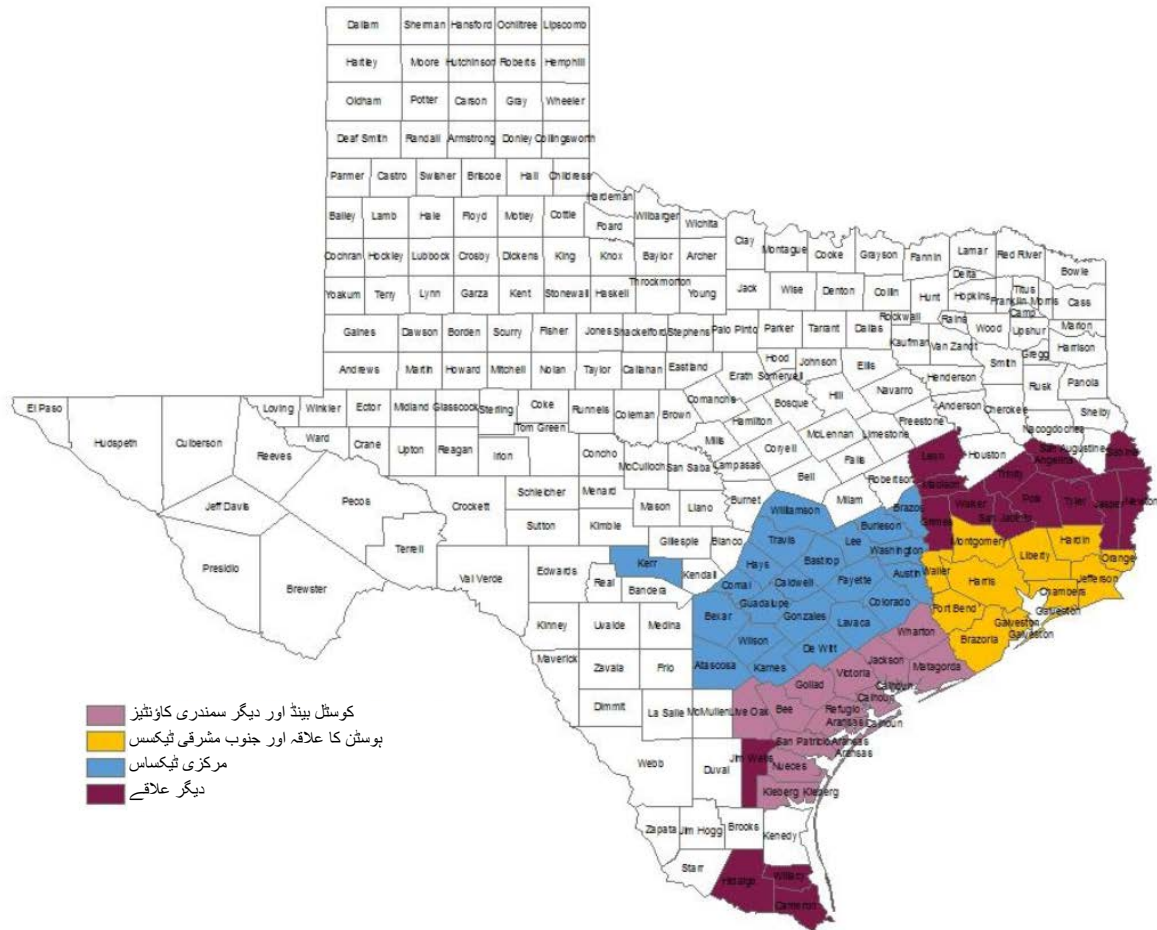 Dallam Sherman Hansford Ochiltree Lipscomb
Hartley Moore Hutchinson Roberts Hemphill
Oldham Potter Carson Gray Wheeler
Deaf Smith Randall Armstrong Donley Collingsworth
Parmer Castro Swisher Briscoe Hall Childress
Hardeman
Bailey Lamb Hale Floyd Motley Cottle Foard Wilbarger Wichita
Clay Montague Cooke Grayson Fannin Lamar Red River Bowie
Cochran Hockley Lubbock Crosby Dickens King Knox Baylor Archer
Delta Titus
Throckmorton
Yoakum Terry Lynn Garza Kent Stonewall Haskell Young Jack Wise Denton Collin Hunt Hopkins Franklin Morris Cass
Rockwall Rains Camp
Gaines Dawson Borden Scurry Fisher Jones Shackelford Stephens Palo Pinto Parker Tarrant Dallas Kaufman Van Zandt Wood Upshur Marion
Gregg Harrison
Andrews Martin Howard Mitchell Nolan Taylor Callahan Eastland Erath Hood Somervell Johnson Ellis Henderson Smith Rusk Panola
El Paso Hudspeth Culberson Loving Winkler Ector Midland Glasscock Sterling Coke Runnels Coleman Brown Comanche Hamilton Bosque Hill Navarro Freestone Anderson Cherokee Shelby
Nacogdoches
Ward Crane Upton Reagan Irion Tom Green Concho McCulloch San Saba Mills Lampasas Coryell McLennan Limestone Falls Leon Houston San Augustine Sabine
Angelina
Reeves Jeff Davis Pecos Crockett Schleicher Menard Mason Llano Burnet Bell Milam Robertson Madison Trinity
Walker Polk Tyler Jasper Newton
Presidio Brewster Terrell Val Verde Sutton Kimble Gillespie Blanco Williamson Travis Burleson Brazos Grimes San Jacinto
Lee Washington Montgomery Liberty Hardin Orange
Edwards Real Kerr Kendall Bandera Hays Comal Bastrop Caldwell Fayette Austin Waller Harris Jefferson Chambers
Kinney Uvalde Medina Bexar Guadalupe Gonzales Colorado Lavaca Fort Bend Galveston
Galveston Galveston
Maverick Zavala Frio Atascosa Wilson Karnes De Witt Wharton Brazoria
Jackson Matagorda
Dimmit La Salle McMullen Live Oak Bee Goliad Victoria Calhoun
Calhoun
Refugio
Aransas Calhoun
Webb Duval Jim Wells San Patricio Aransas
Aransas
Nueces
Kleberg Kleberg
Zapata Jim Hogg Brooks Kenedy
Starr Hidalgo Willacy
Cameron
کوسٹل بینڈ اور دیگر سمندری کاؤنٹیز
ہوسٹن کا علاقہ اور جنوب مشرقی ٹیکسس
مرکزی ٹیکساس
دیگر علاقے